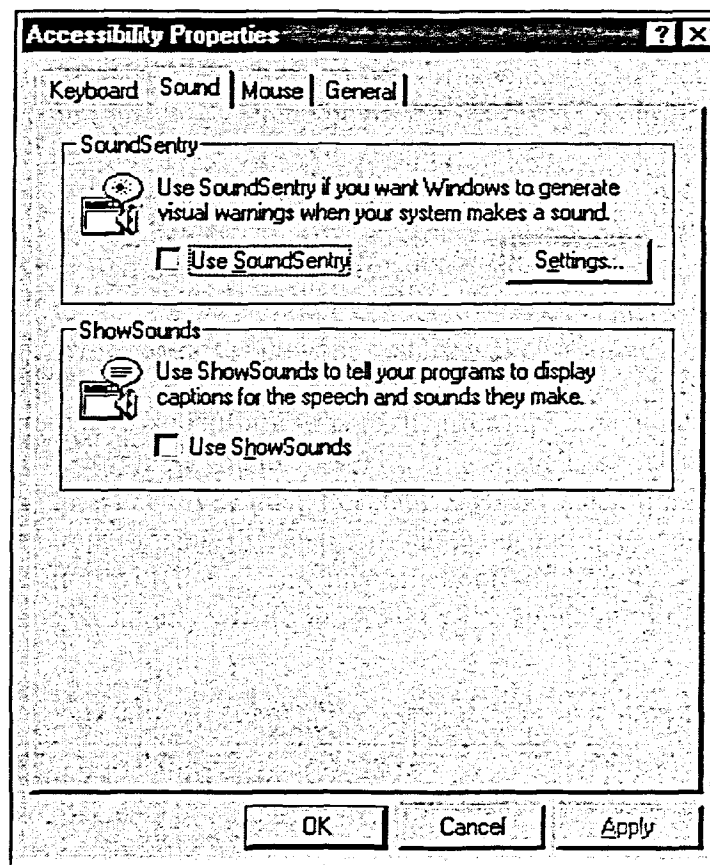 Accessibility Properties ? X
Keyboard Sound Mouse General
SoundSentry
Use SoundSentry if you want Windows to generate
visual warnings when your system makes a sound.
Use SoundSentry Settings...
ShowSounds
Use ShowSounds to tell your programs to display
captions for the speech and sounds they make.
Use ShowSounds
OK Cancel Apply